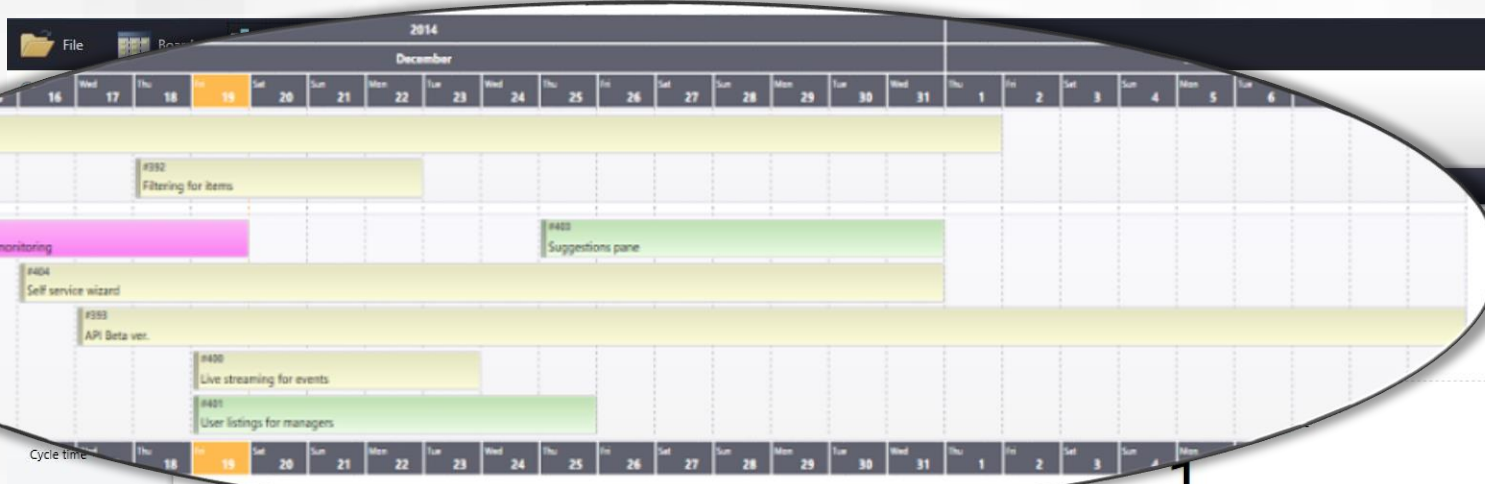 File
2014
December
Wed Thu Fri Sat Sun Mon Tue Wed Thu Fri Sat Sun Mon Tue Wed Thu Fri Sat Sun Mon Tue
16 17 18 19 20 21 22 23 24 25 26 27 28 29 30 31 1 2 3 4 5 6
#392
Filtering for items
monitoring
#403
Suggestions pane
#404
Self service wizard
#393
API Beta ver.
#400
Live streaming for events
#401
User listings for managers
Cycle time
Thu Fri Sat Sun Mon Tue Wed Thu Fri Sat Sun Mon Tue Wed Thu Fri Sat Sun Mon
18 19 20 21 22 23 24 25 26 27 28 29 30 31 1 2 3 4